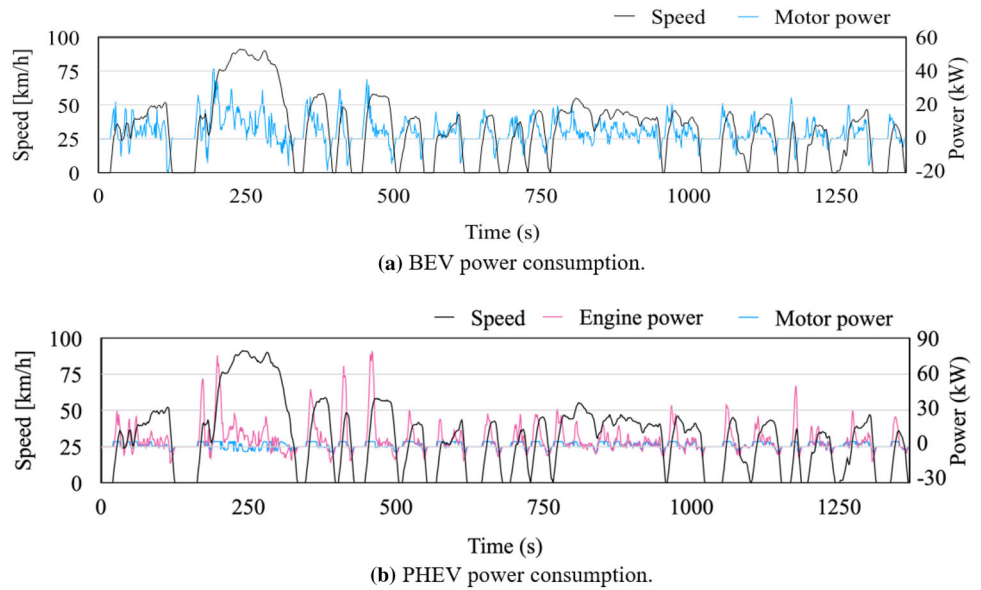 Speed Motor power
100 60
75 40
50 20
25 0
0 -20
Speed [km/h]
Power (kW)
0 250 500 750 1000 1250
Time (s)
(a) BEV power consumption.
Speed Engine power Motor power
100 90
75 60
50 30
25 0
0 -30
Speed [km/h]
Power (kW)
0 250 500 750 1000 1250
Time (s)
(b) PHEV power consumption.